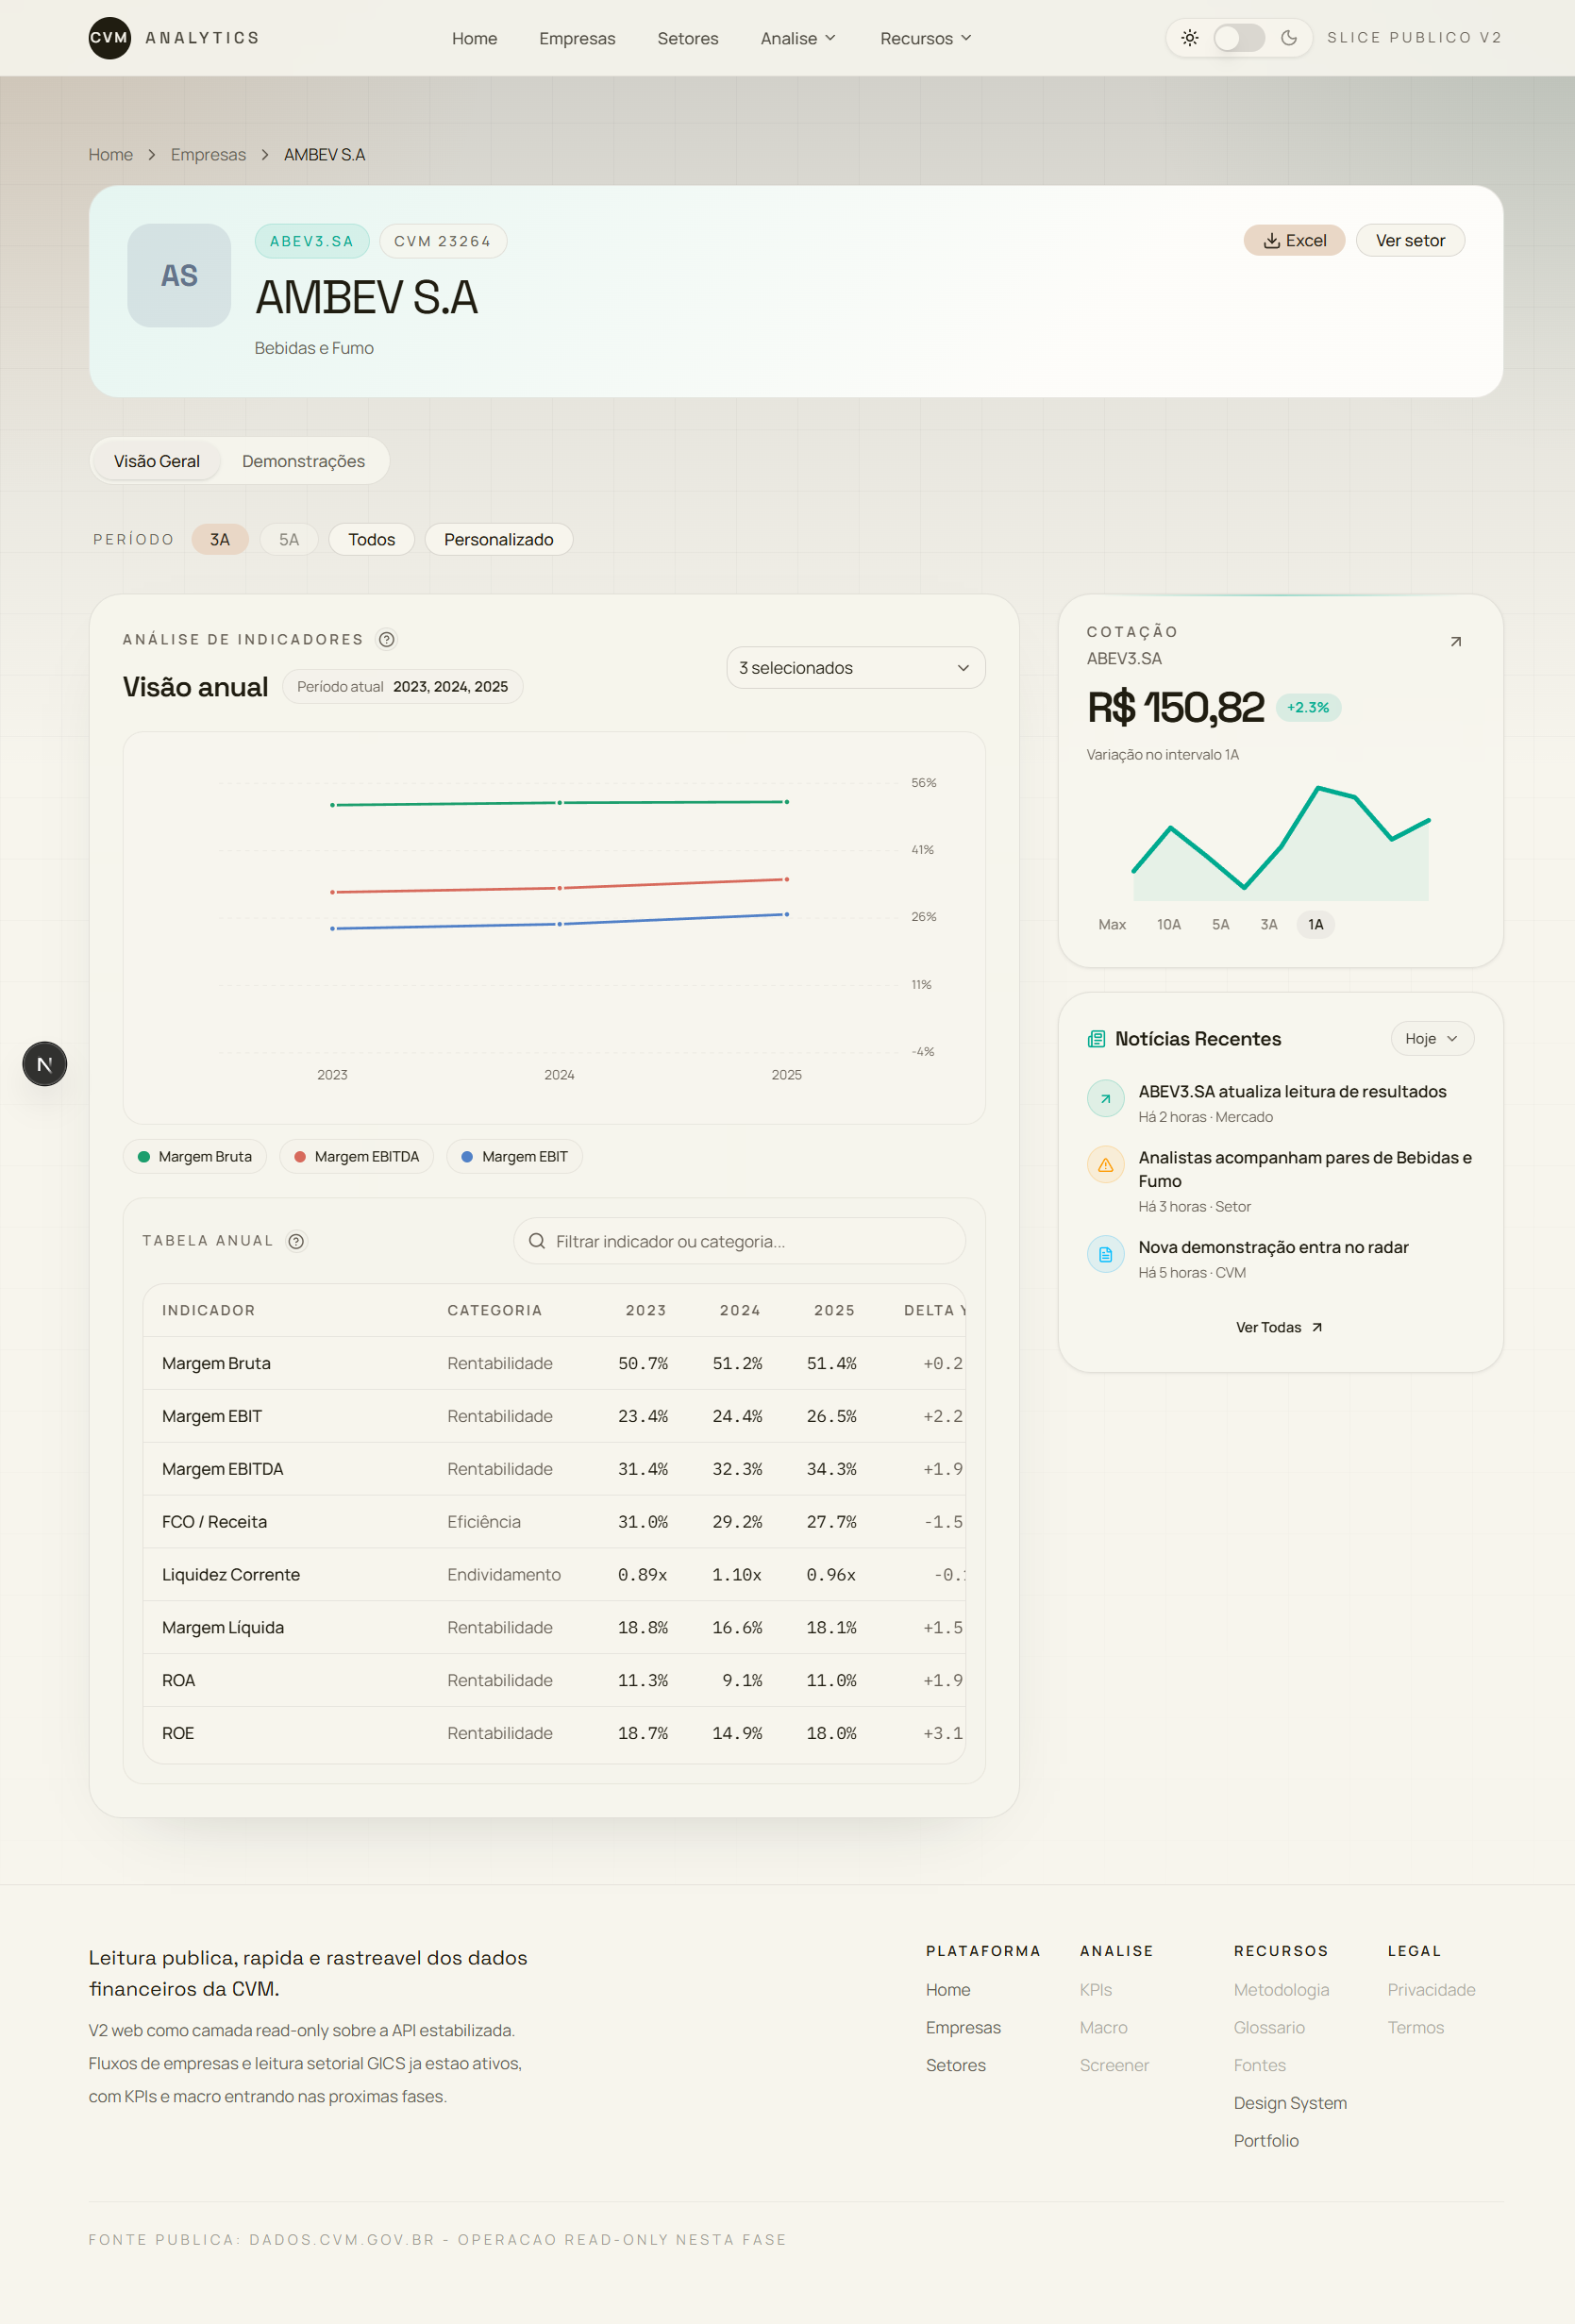 CVM ANALYTICS
Home Empresas Setores Analise Recursos
SLICE PUBLICO V2
Home > Empresas > AMBEV S.A
AS
ABEV3.SA CVM 23264
AMBEV S.A
Bebidas e Fumo
Excel Ver setor
Visão Geral Demonstrações
PERÍODO 3A 5A Todos Personalizado
ANÁLISE DE INDICADORES
Visão anual Período atual 2023, 2024, 2025
3 selecionados
56%
41%
26%
11%
-4%
2023 2024 2025
Margem Bruta Margem EBITDA Margem EBIT
TABELA ANUAL
Filtrar indicador ou categoria...
INDICADOR CATEGORIA 2023 2024 2025 DELTA
Margem Bruta Rentabilidade 50.7% 51.2% 51.4% +0.2
Margem EBIT Rentabilidade 23.4% 24.4% 26.5% +2.2
Margem EBITDA Rentabilidade 31.4% 32.3% 34.3% +1.9
FCO / Receita Eficiência 31.0% 29.2% 27.7% -1.5
Liquidez Corrente Endividamento 0.89x 1.10x 0.96x
Margem Líquida Rentabilidade 18.8% 16.6% 18.1% +1.5
ROA Rentabilidade 11.3% 9.1% 11.0% +1.9
ROE Rentabilidade 18.7% 14.9% 18.0% +3.1
COTAÇÃO
ABEV3.SA
R$ 150,82 +2.3%
Variação no intervalo 1A
Max 10A 5A 3A 1A
Notícias Recentes Hoje
ABEV3.SA atualiza leitura de resultados
Há 2 horas · Mercado
Analistas acompanham pares de Bebidas e
Fumo
Há 3 horas · Setor
Nova demonstração entra no radar
Há 5 horas · CVM
Ver Todas
N
Leitura publica, rapida e rastreavel dos dados
financeiros da CVM.
V2 web como camada read-only sobre a API estabilizada.
Fluxos de empresas e leitura setorial GICS ja estao ativos,
com KPIs e macro entrando nas proximas fases.
PLATAFORMA
Home
Empresas
Setores
ANALISE
KPIs
Macro
Screener
RECURSOS
Metodologia
Glossario
Fontes
Design System
Portfolio
LEGAL
Privacidade
Termos
FONTE PUBLICA: DADOS.CVM.GOV.BR - OPERACAO READ-ONLY NESTA FASE